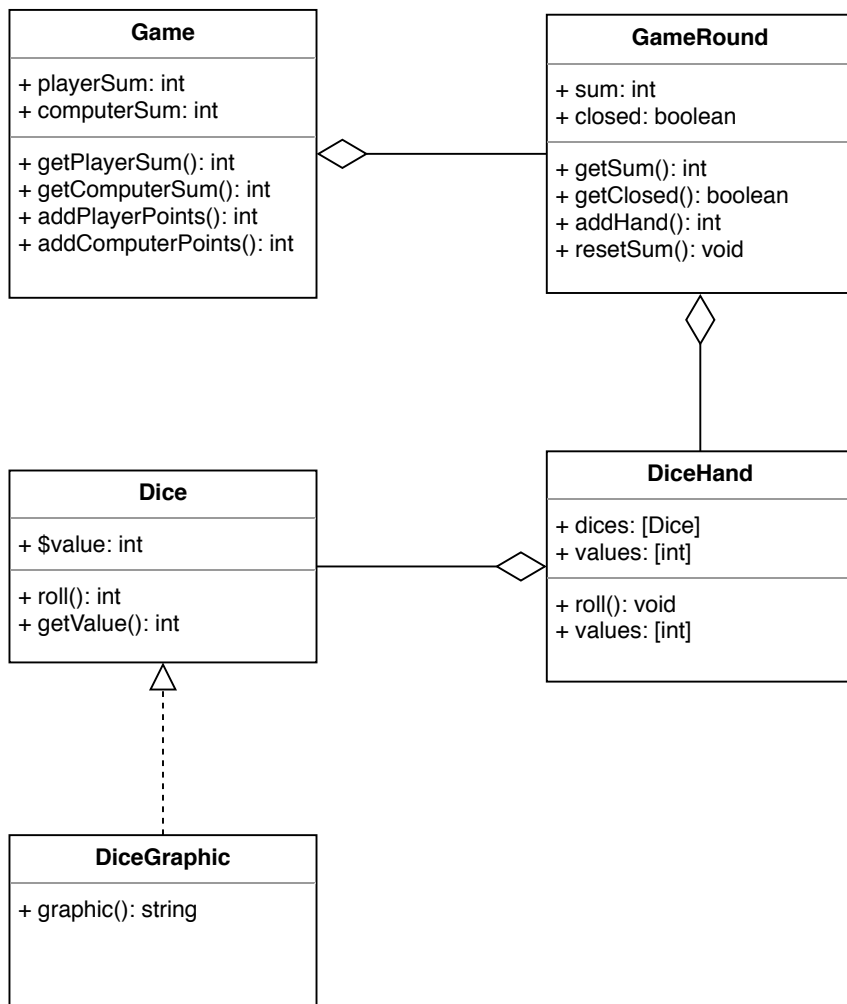 Game
+ playerSum: int
+ computerSum: int
+ getPlayerSum(): int
+ getComputerSum(): int
+ addPlayerPoints(): int
+ addComputerPoints(): int
GameRound
+ sum: int
+ closed: boolean
+ getSum(): int
+ getClosed(): boolean
+ addHand(): int
+ resetSum(): void
Dice
+ $value: int
+ roll(): int
+ getValue(): int
DiceHand
+ dices: [Dice]
+ values: [int]
+ roll(): void
+ values: [int]
DiceGraphic
+ graphic(): string